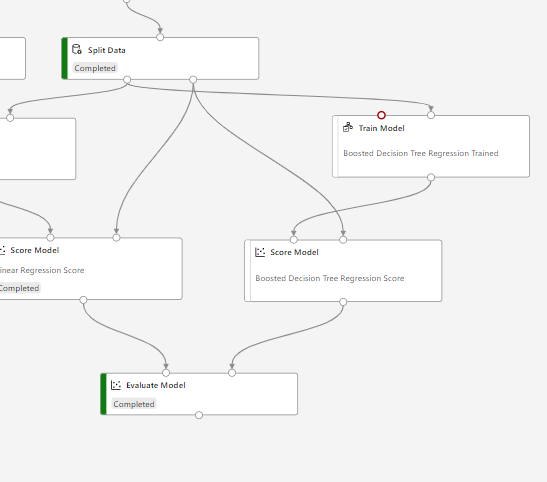 Split Data
Completed
Train Model
Boosted Decision Tree Regression Trained
Score Model
inear Regression Score
Completed
Score Model
Boosted Decision Tree Regression Score
Evaluate Model
Completed